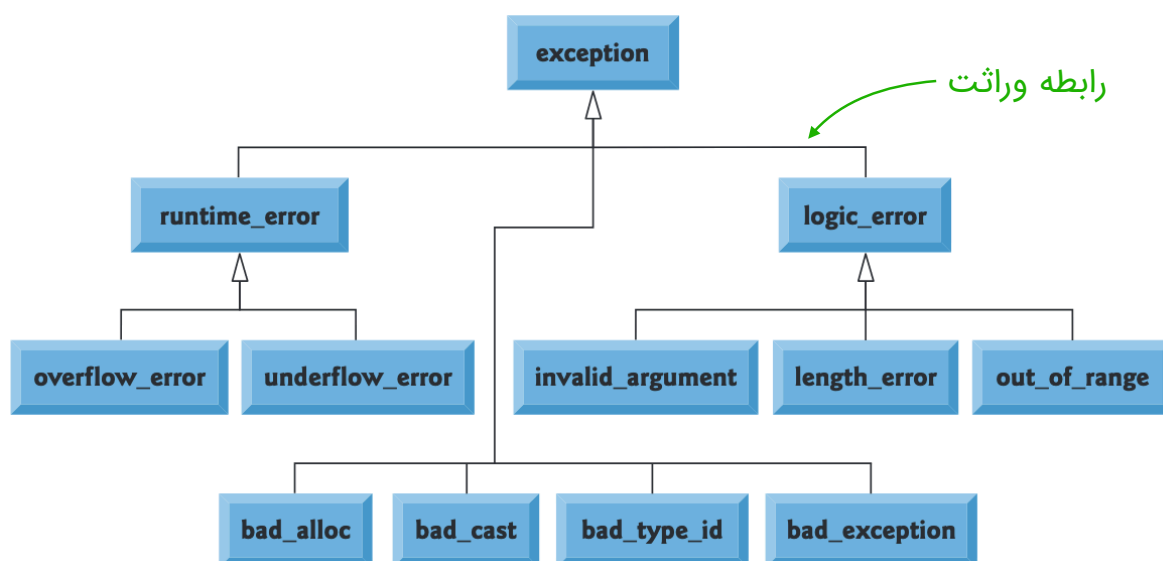 exception
رابطه وراثت
runtime_error
logic_error
overflow_error
underflow_error
invalid_argument
length_error
out_of_range
bad_alloc
bad_cast
bad_type_id
bad_exception